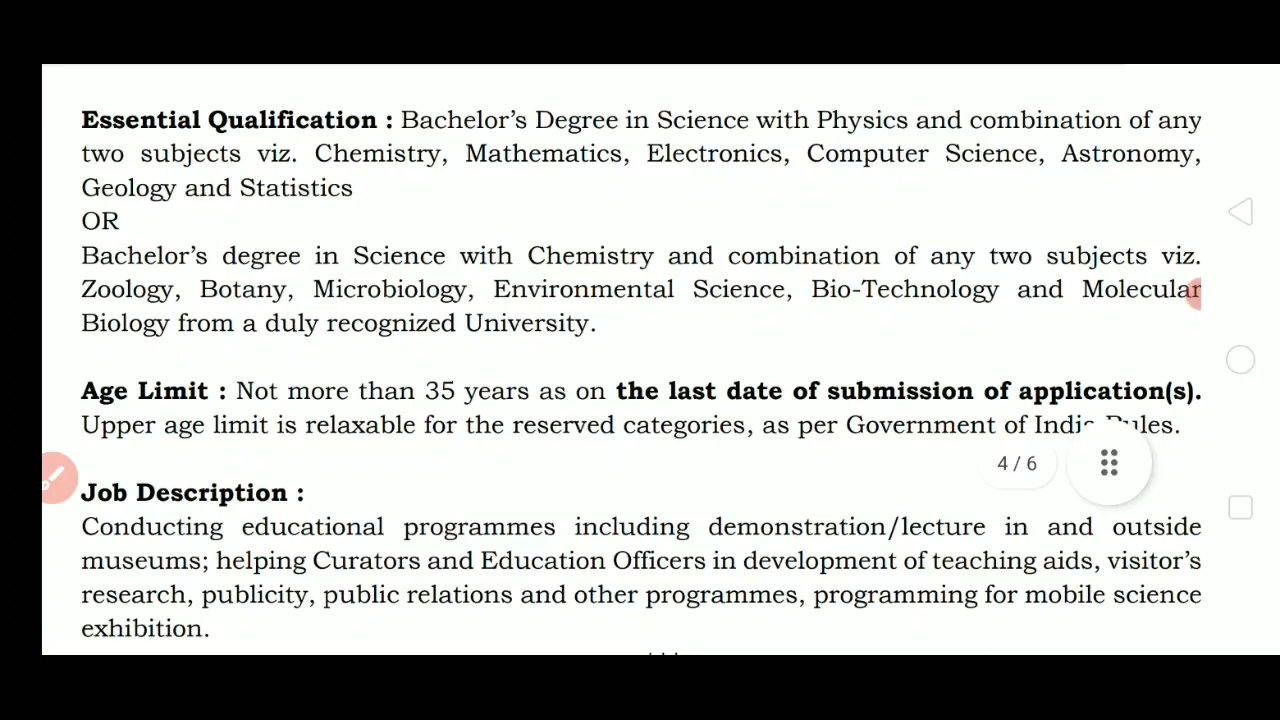 Essential Qualification : Bachelor’s Degree in Science with Physics and combination of any
two subjects viz. Chemistry, Mathematics, Electronics, Computer Science, Astronomy,
Geology and Statistics
OR
Bachelor’s degree in Science with Chemistry and combination of any two subjects viz.
Zoology, Botany, Microbiology, Environmental Science, Bio-Technology and Molecular
Biology from a duly recognized University.
Age Limit : Not more than 35 years as on the last date of submission of application(s).
Upper age limit is relaxable for the reserved categories, as per Government of India Rules.
4 / 6
Job Description :
Conducting educational programmes including demonstration/lecture in and outside
museums; helping Curators and Education Officers in development of teaching aids, visitor’s
research, publicity, public relations and other programmes, programming for mobile science
exhibition.